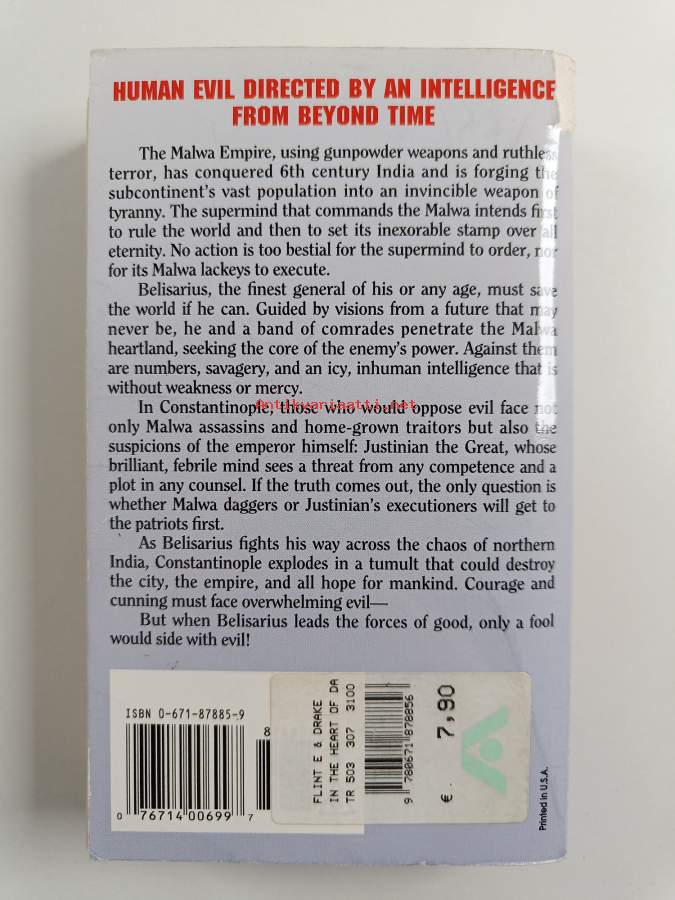 HUMAN EVIL DIRECTED BY AN INTELLIGENCE
FROM BEYOND TIME
The Malwa Empire, using gunpowder weapons and ruthless
terror, has conquered 6th century India and is forging the
subcontinent's vast population into an invincible weapon of
tyranny. The supermind that commands the Malwa intends first
to rule the world and then to set its inexorable stamp over all
eternity. No action is too bestial for the supermind to order, nor
for its Malwa lackeys to execute.
Belisarius, the finest general of his or any age, must save
the world if he can. Guided by visions from a future that may
never be, he and a band of comrades penetrate the Malwa
heartland, seeking the core of the enemy's power. Against them
are numbers, savagery, and an icy, inhuman intelligence that is
without weakness or mercy.
In Constantinople, those who would oppose evil face not
antikvariaatti.net
only Malwa assassins and home-grown traitors but also the
suspicions of the emperor himself: Justinian the Great, whose
brilliant, febrile mind sees a threat from any competence and a
plot in any counsel. If the truth comes out, the only question is
whether Malwa daggers or Justinian's executioners will get to
the patriots first.
As Belisarius fights his way across the chaos of northern
India, Constantinople explodes in a tumult that could destroy
the city, the empire, and all hope for mankind. Courage and
cunning must face overwhelming evil—
But when Belisarius leads the forces of good, only a fool
would side with evil!
ISBN 0-671-87885-9
8
0 76714 00699 7
FLINT E & DRAKE
IN THE HEART OF DA
TR 503 307 3100
9 780671 878856
€. 7,90
Printed in U.S.A.